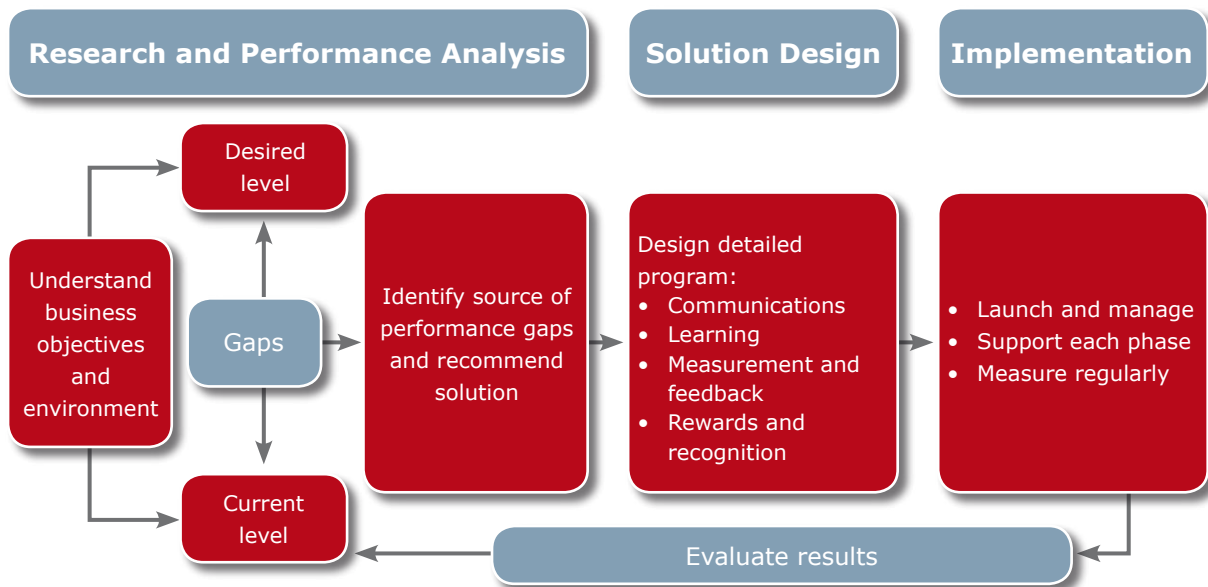 Research and Performance Analysis
Solution Design
Implementation
Desired
level
Understand
business
objectives
and
environment
Gaps
Current
level
Identify source of
performance gaps
and recommend
solution
Design detailed
program:
• Communications
• Learning
• Measurement and
feedback
• Rewards and
recognition
• Launch and manage
• Support each phase
• Measure regularly
Evaluate results